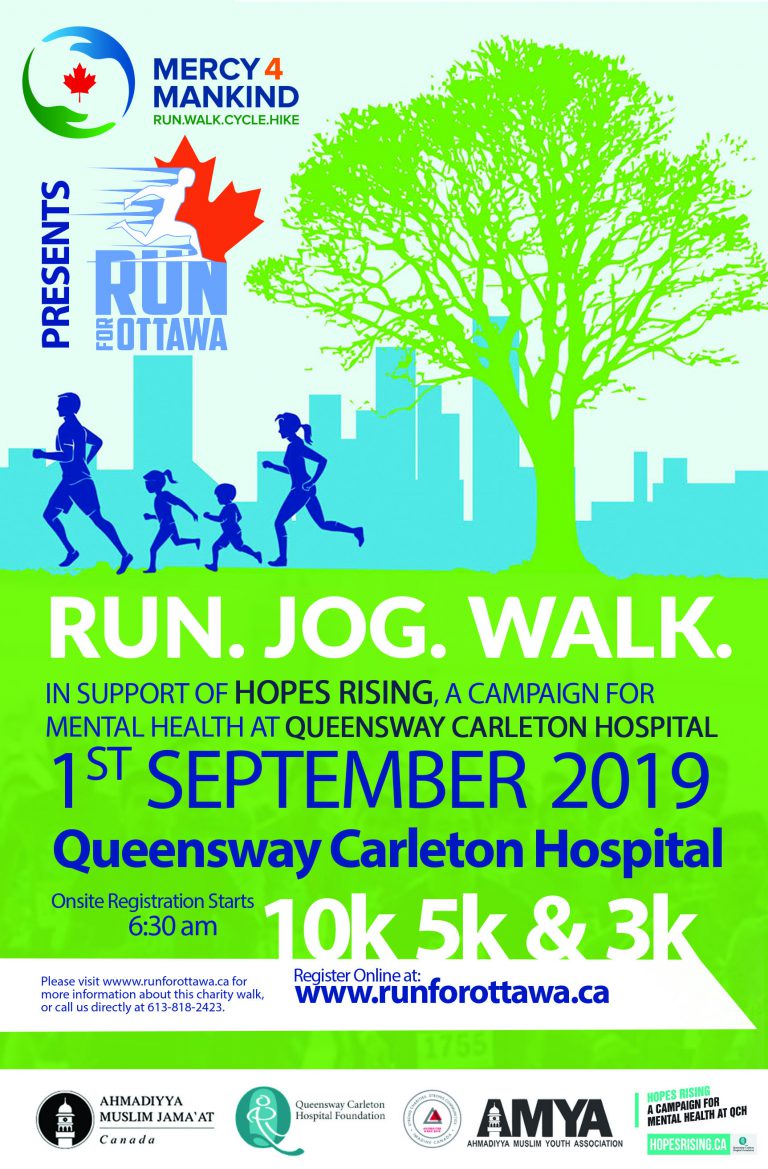 MERCY 4
MANKIND
RUN.WALK.CYCLE.HIKE
PRESENTS
RUN
FOR OTTAWA
RUN. JOG. WALK.
IN SUPPORT OF HOPES RISING, A CAMPAIGN FOR
MENTAL HEALTH AT QUEENSWAY CARLETON HOSPITAL
1ST SEPTEMBER 2019
Queensway Carleton Hospital
Onsite Registration Starts
6:30 am
10k 5k & 3k
Please visit wwww.runforottawa.ca for
more information about this charity walk,
or call us directly at 613-818-2423.
Register Online at:
www.runforottawa.ca
1755
AHMADIYYA
MUSLIM JAMA'AT
Canada
Queensway Carleton
Hospital Foundation
IMAGINE CANADA
AMYA
AHMADIYYA MUSLIM YOUTH ASSOCIATION
HOPES RISING
A CAMPAIGN FOR
MENTAL HEALTH AT QCH
HOPESRISING.CA